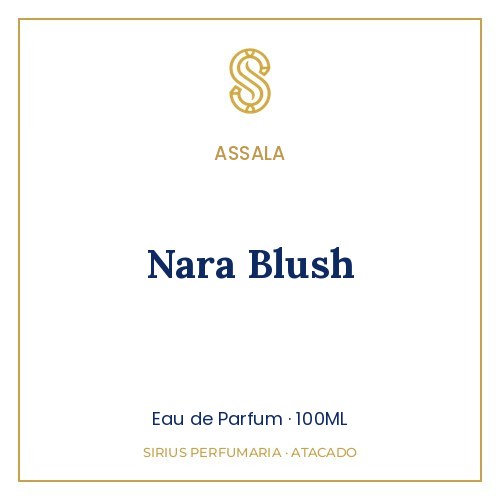 ASSALA
Nara Blush
Eau de Parfum · 100ML
SIRIUS PERFUMARIA · ATACADO